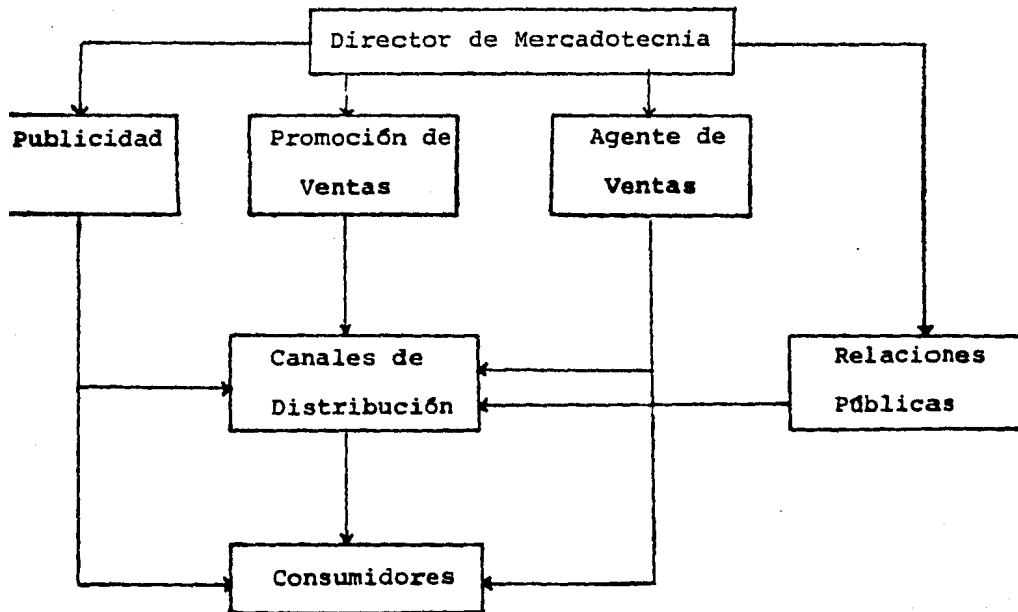 Director de Mercadotecnia
Publicidad
Promoción de
Ventas
Agente de
Ventas
Canales de
Distribución
Relaciones
Públicas
Consumidores